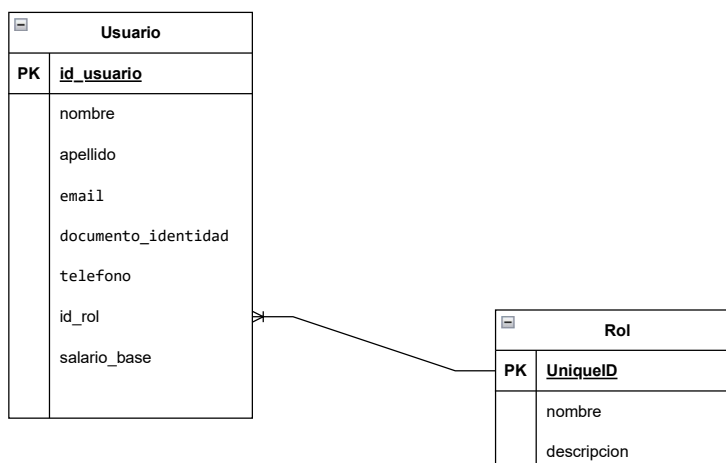 Usuario
PK id_usuario
nombre
apellido
email
documento_identidad
telefono
id_rol
salario_base
Rol
PK UniqueID
nombre
descripcion